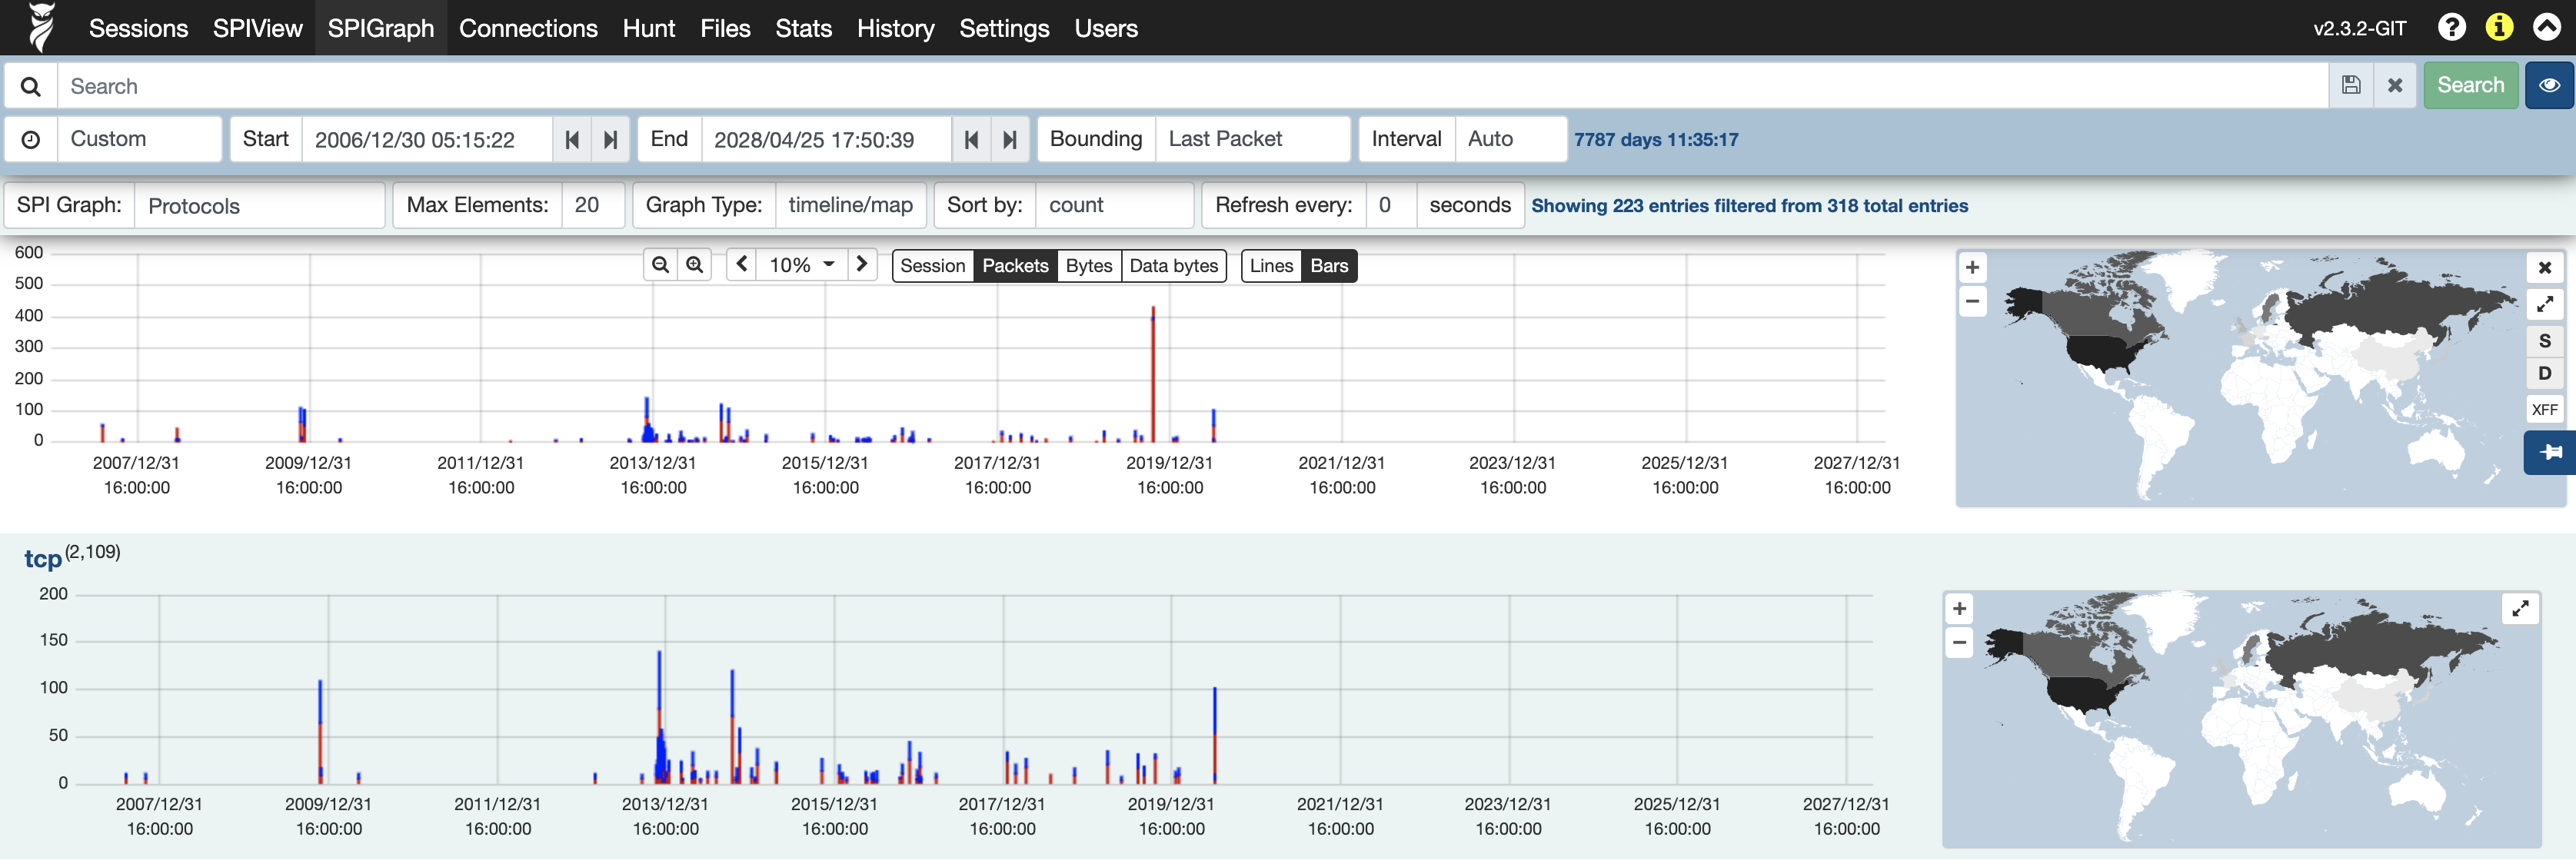 Sessions SPIView SPIGraph Connections Hunt Files Stats History Settings Users v2.3.2-GIT ? i
Search Search
Custom Start 2006/12/30 05:15:22 End 2028/04/25 17:50:39 Bounding Last Packet Interval Auto 7787 days 11:35:17
SPI Graph: Protocols Max Elements: 20 Graph Type: timeline/map Sort by: count Refresh every: 0 seconds Showing 223 entries filtered from 318 total entries
10% Session Packets Bytes Data bytes Lines Bars
600
500
400
300
200
100
0
2007/12/31 2009/12/31 2011/12/31 2013/12/31 2015/12/31 2017/12/31 2019/12/31 2021/12/31 2023/12/31 2025/12/31 2027/12/31
16:00:00 16:00:00 16:00:00 16:00:00 16:00:00 16:00:00 16:00:00 16:00:00 16:00:00 16:00:00 16:00:00
+
−
S
D
XFF
tcp (2,109)
200
150
100
50
0
2007/12/31 2009/12/31 2011/12/31 2013/12/31 2015/12/31 2017/12/31 2019/12/31 2021/12/31 2023/12/31 2025/12/31 2027/12/31
16:00:00 16:00:00 16:00:00 16:00:00 16:00:00 16:00:00 16:00:00 16:00:00 16:00:00 16:00:00 16:00:00
+
−